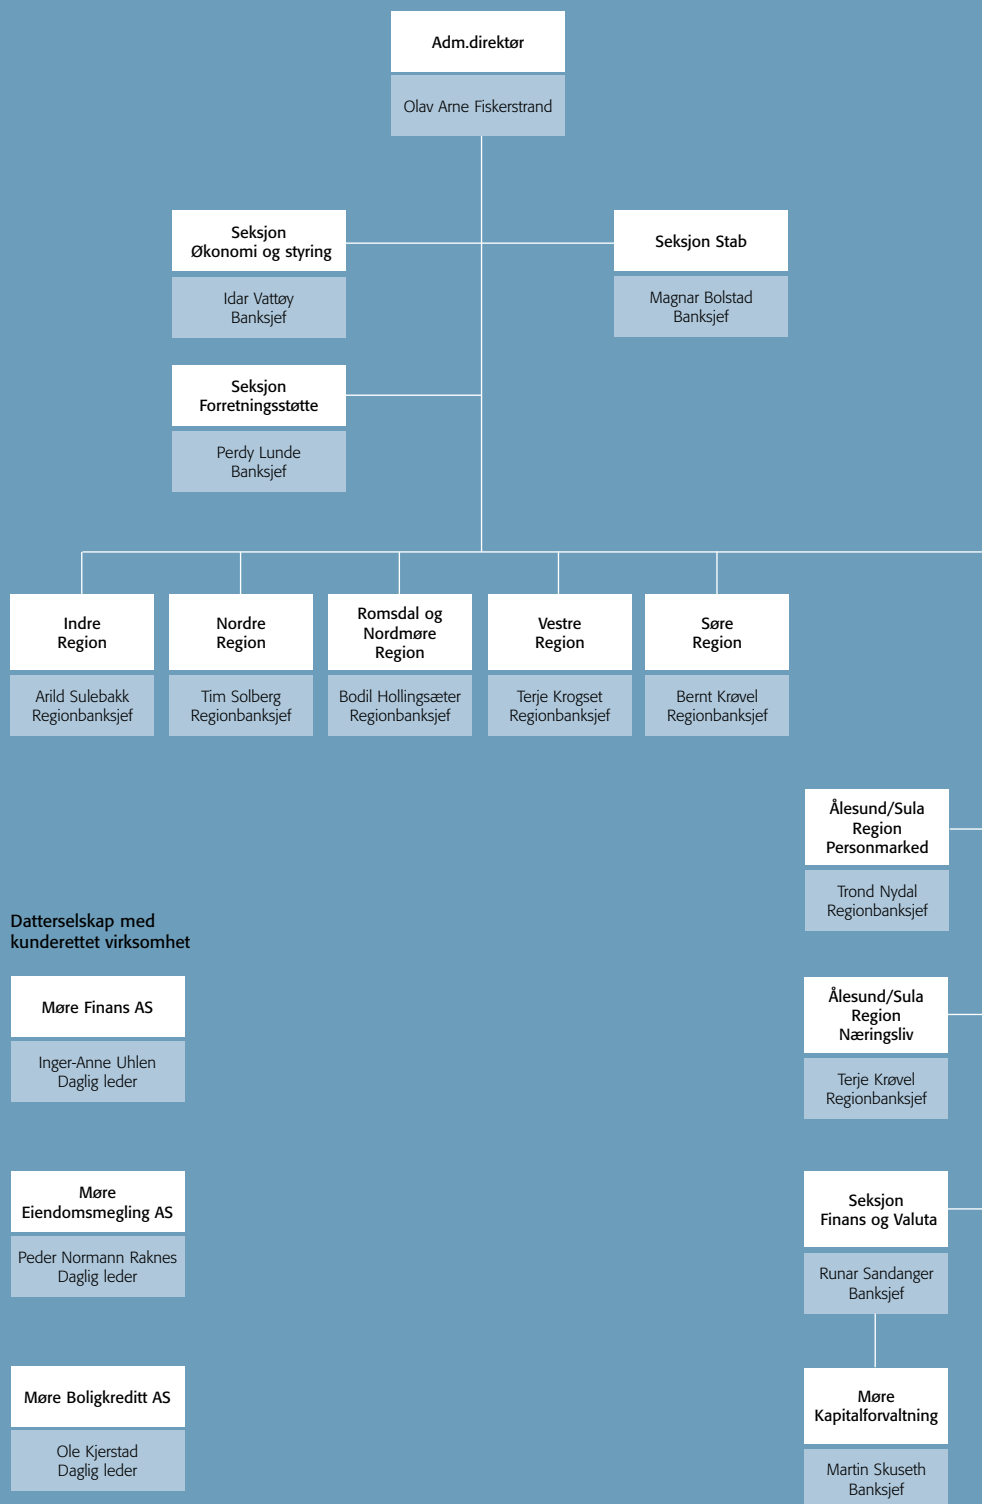 Adm.direktør
Olav Arne Fiskerstrand
Seksjon
Økonomi og styring
Idar Vattøy
Banksjef
Seksjon Stab
Magnar Bolstad
Banksjef
Seksjon
Forretningsstøtte
Perdy Lunde
Banksjef
Indre
Region
Arild Sulebakk
Regionbanksjef
Nordre
Region
Tim Solberg
Regionbanksjef
Romsdal og
Nordmøre
Region
Bodil Hollingsæter
Regionbanksjef
Vestre
Region
Terje Krogset
Regionbanksjef
Søre
Region
Bernt Krøvel
Regionbanksjef
Ålesund/Sula
Region
Personmarked
Trond Nydal
Regionbanksjef
Datterselskap med
kunderettet virksomhet
Møre Finans AS
Inger-Anne Uhlen
Daglig leder
Ålesund/Sula
Region
Næringsliv
Terje Krøvel
Regionbanksjef
Møre
Eiendomsmegling AS
Peder Normann Raknes
Daglig leder
Seksjon
Finans og Valuta
Runar Sandanger
Banksjef
Møre Boligkreditt AS
Ole Kjerstad
Daglig leder
Møre
Kapitalforvaltning
Martin Skuseth
Banksjef